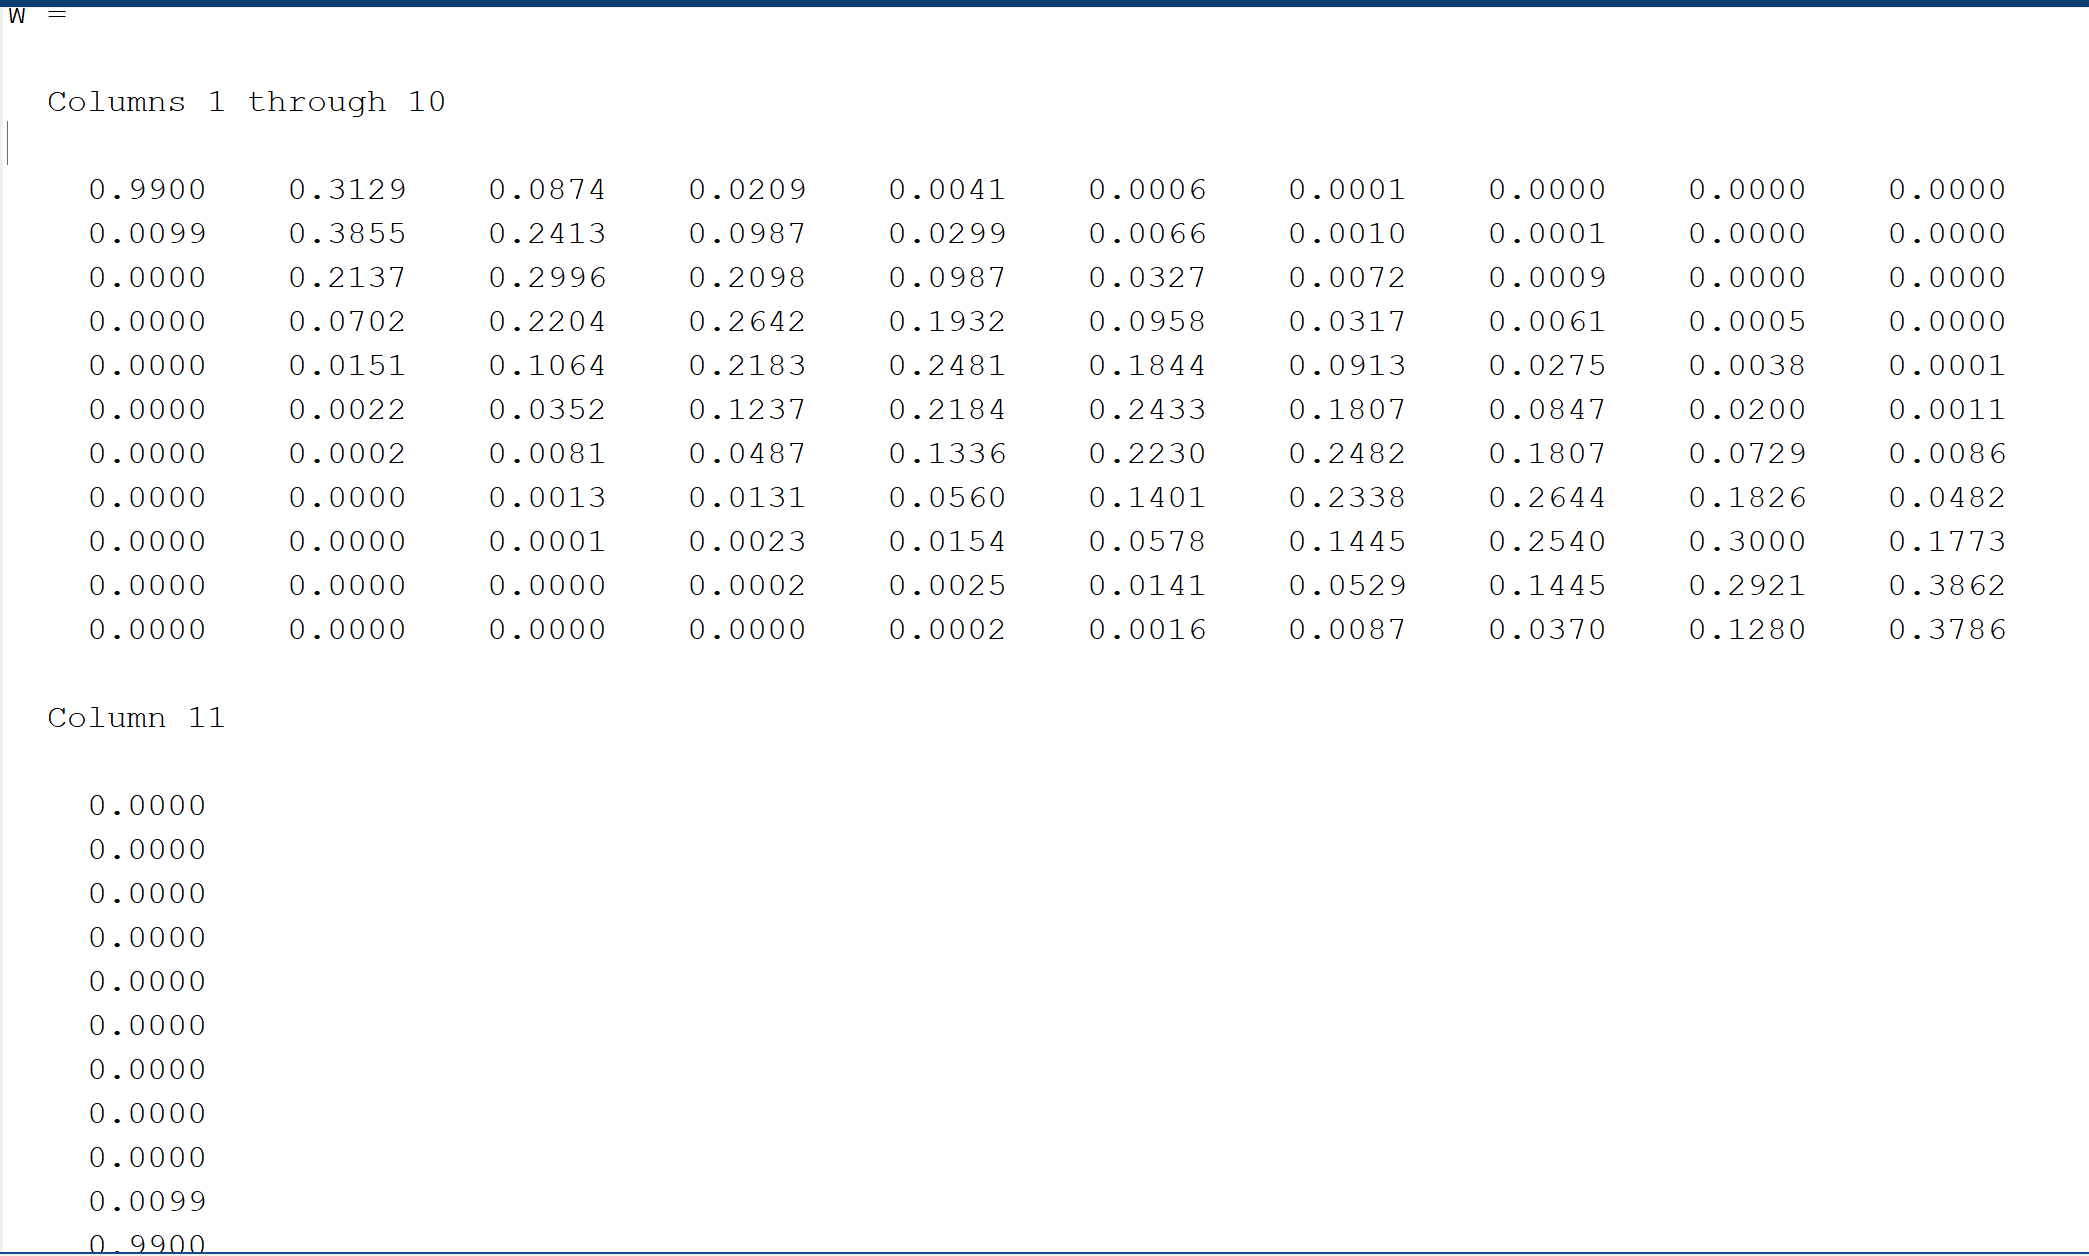 W =
Columns 1 through 10
0.9900 0.3129 0.0874 0.0209 0.0041 0.0006 0.0001 0.0000 0.0000 0.0000
0.0099 0.3855 0.2413 0.0987 0.0299 0.0066 0.0010 0.0001 0.0000 0.0000
0.0000 0.2137 0.2996 0.2098 0.0987 0.0327 0.0072 0.0009 0.0000 0.0000
0.0000 0.0702 0.2204 0.2642 0.1932 0.0958 0.0317 0.0061 0.0005 0.0000
0.0000 0.0151 0.1064 0.2183 0.2481 0.1844 0.0913 0.0275 0.0038 0.0001
0.0000 0.0022 0.0352 0.1237 0.2184 0.2433 0.1807 0.0847 0.0200 0.0011
0.0000 0.0002 0.0081 0.0487 0.1336 0.2230 0.2482 0.1807 0.0729 0.0086
0.0000 0.0000 0.0013 0.0131 0.0560 0.1401 0.2338 0.2644 0.1826 0.0482
0.0000 0.0000 0.0001 0.0023 0.0154 0.0578 0.1445 0.2540 0.3000 0.1773
0.0000 0.0000 0.0000 0.0002 0.0025 0.0141 0.0529 0.1445 0.2921 0.3862
0.0000 0.0000 0.0000 0.0000 0.0002 0.0016 0.0087 0.0370 0.1280 0.3786
Column 11
0.0000
0.0000
0.0000
0.0000
0.0000
0.0000
0.0000
0.0000
0.0000
0.0099
0.9900